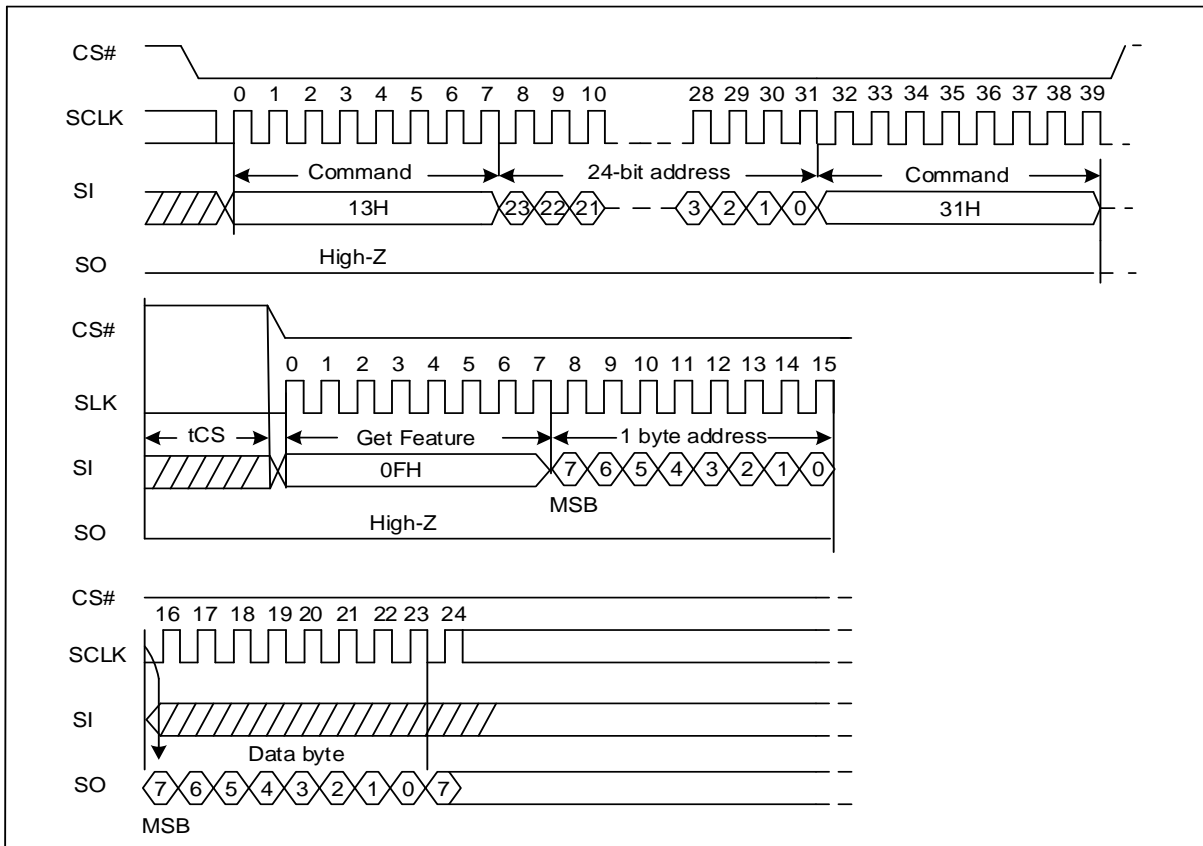 CS#
0 1 2 3 4 5 6 7 8 9 10 28 29 30 31 32 33 34 35 36 37 38 39
SCLK
Command 24-bit address Command
SI
13H 23 22 21 3 2 1 0 31H
High-Z
SO
CS#
0 1 2 3 4 5 6 7 8 9 10 11 12 13 14 15
SLK
tCS Get Feature 1 byte address
SI
0FH 7 6 5 4 3 2 1 0
MSB
High-Z
SO
CS#
16 17 18 19 20 21 22 23 24
SCLK
SI
Data byte
SO 7 6 5 4 3 2 1 0 7
MSB